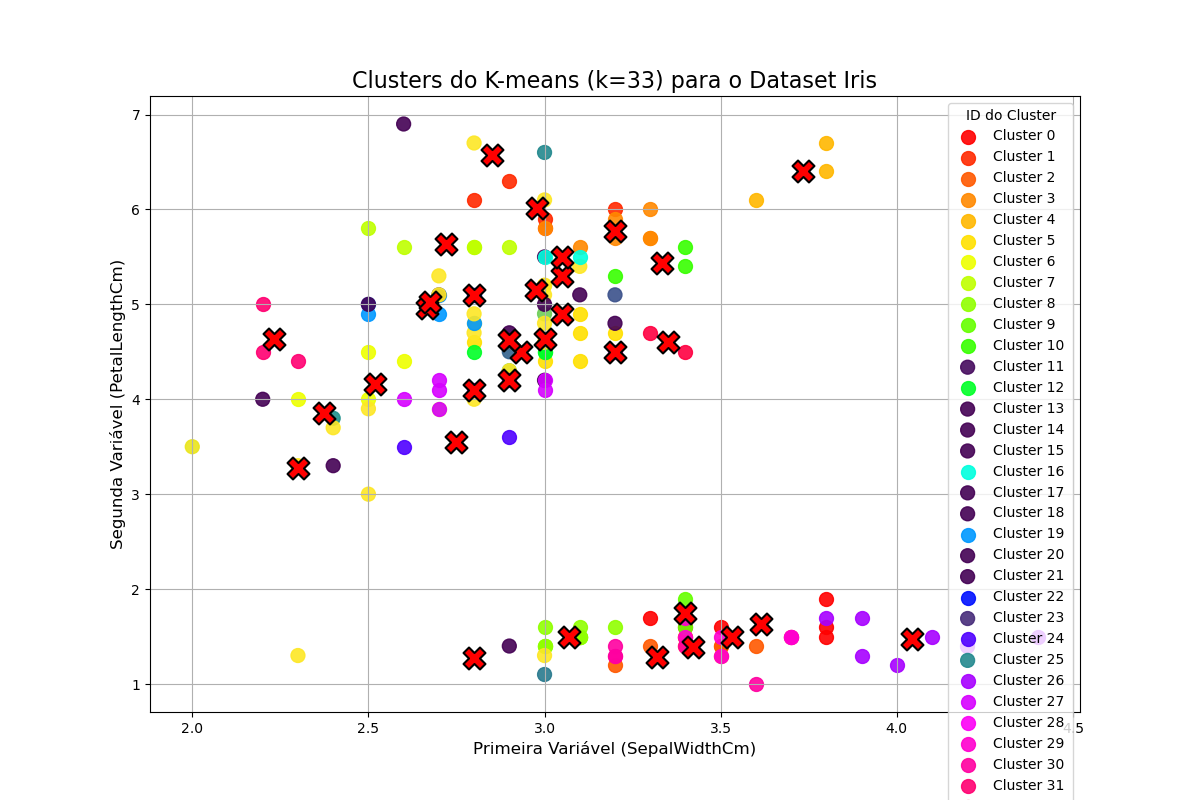 Clusters do K-means (k=33) para o Dataset Iris
Segunda Variável (PetalLengthCm)
7
6
5
4
3
2
1
2.0
2.5
3.0
3.5
4.0
4.5
Primeira Variável (SepalWidthCm)
ID do Cluster
Cluster 0
Cluster 1
Cluster 2
Cluster 3
Cluster 4
Cluster 5
Cluster 6
Cluster 7
Cluster 8
Cluster 9
Cluster 10
Cluster 11
Cluster 12
Cluster 13
Cluster 14
Cluster 15
Cluster 16
Cluster 17
Cluster 18
Cluster 19
Cluster 20
Cluster 21
Cluster 22
Cluster 23
Cluster 24
Cluster 25
Cluster 26
Cluster 27
Cluster 28
Cluster 29
Cluster 30
Cluster 31